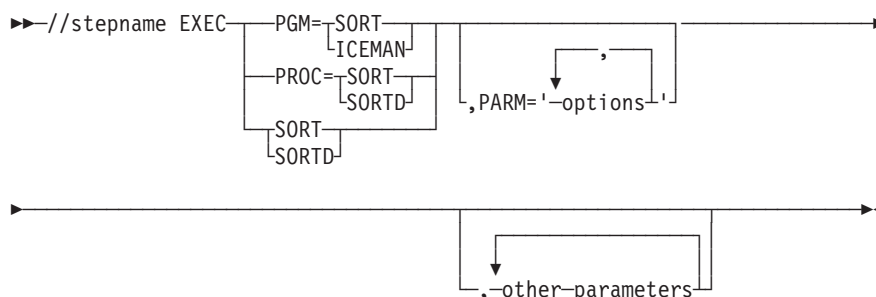 //stepname EXEC PGM= SORT
ICEMAN
,
PROC= SORT
SORTD
,PARM=' options '
SORT
SORTD
, other parameters